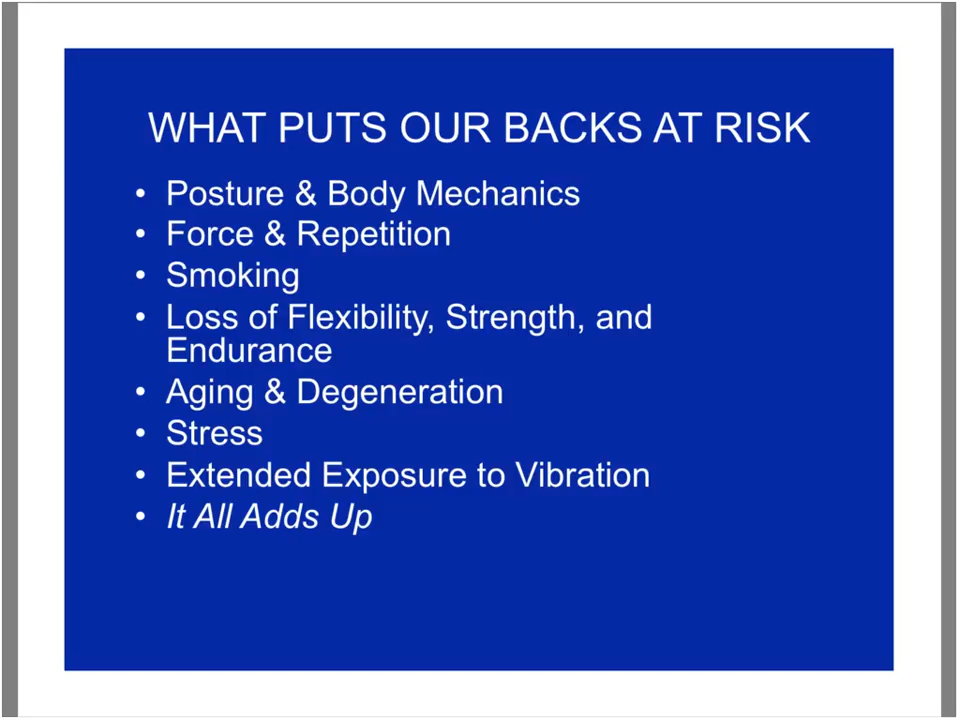 WHAT PUTS OUR BACKS AT RISK
• Posture & Body Mechanics
• Force & Repetition
• Smoking
• Loss of Flexibility, Strength, and
Endurance
• Aging & Degeneration
• Stress
• Extended Exposure to Vibration
• It All Adds Up